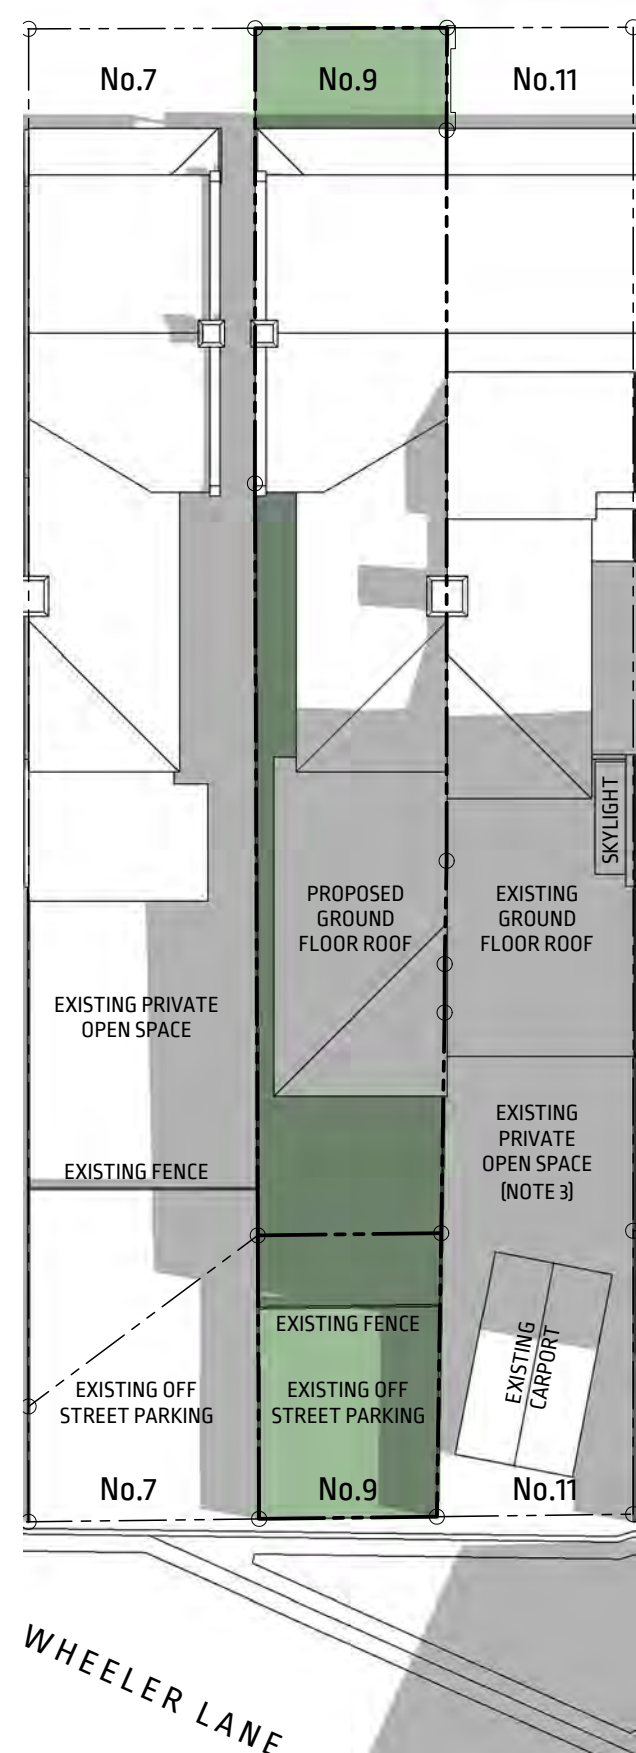 No.7
No.9
No.11
SKYLIGHT
PROPOSED
GROUND
FLOOR ROOF
EXISTING
GROUND
FLOOR ROOF
EXISTING PRIVATE
OPEN SPACE
EXISTING
PRIVATE
OPEN SPACE
(NOTE 3)
EXISTING FENCE
EXISTING FENCE
EXISTING
CARPORT
EXISTING OFF
STREET PARKING
EXISTING OFF
STREET PARKING
No.7
No.9
No.11
WHEELER LANE